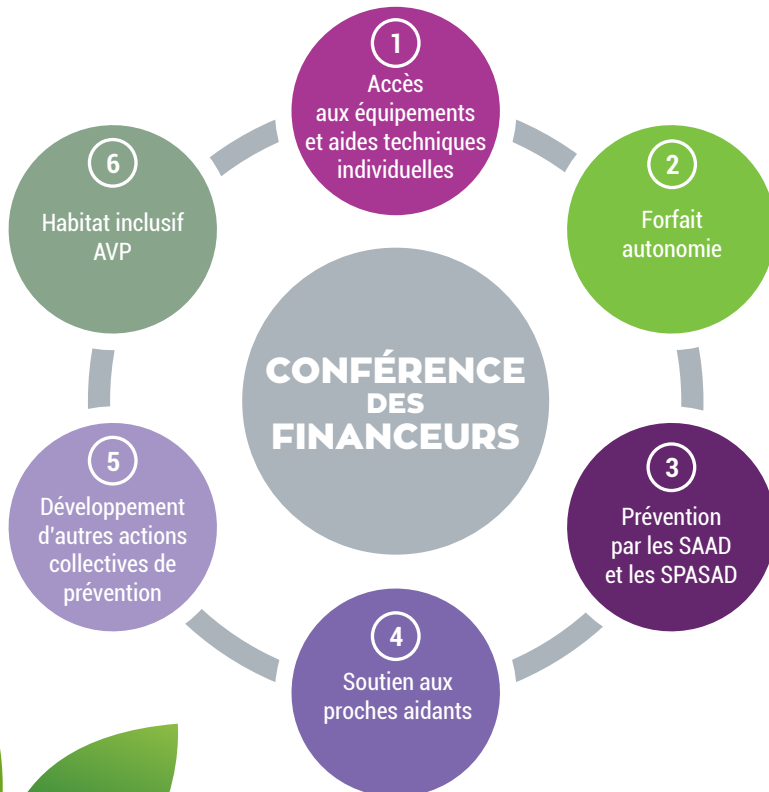 1
Accès
aux équipements
et aides techniques
individuelles
2
Forfait
autonomie
3
Prévention
par les SAAD
et les SPASAD
4
Soutien aux
proches aidants
5
Développement
d'autres actions
collectives de
prévention
6
Habitat inclusif
AVP
CONFÉRENCE
DES
FINANCEURS